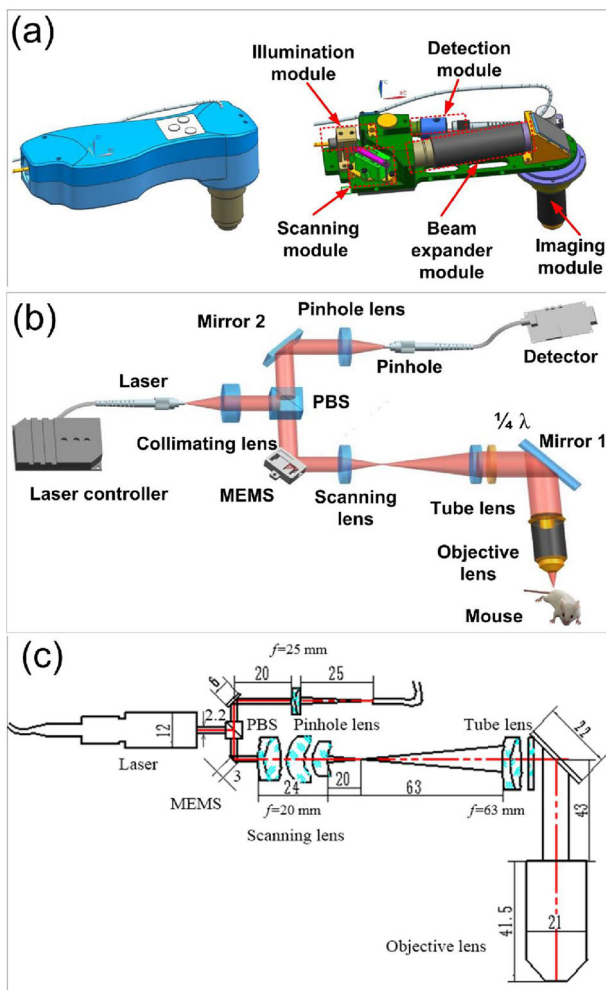 (a)
Illumination
module
Detection
module
Scanning
module
Beam
expander
module
Imaging
module
(b)
Pinhole lens
Mirror 2
Pinhole
Detector
Laser
PBS
Collimating lens
Laser controller
MEMS
Scanning
lens
¼ λ
Mirror 1
Tube lens
Objective
lens
Mouse
(c)
f=25 mm
6
20
25
2.2
12
PBS
Pinhole lens
Tube lens
22
Laser
3
MEMS
24
20
63
43
f=20 mm
f=63 mm
Scanning lens
41.5
21
Objective lens